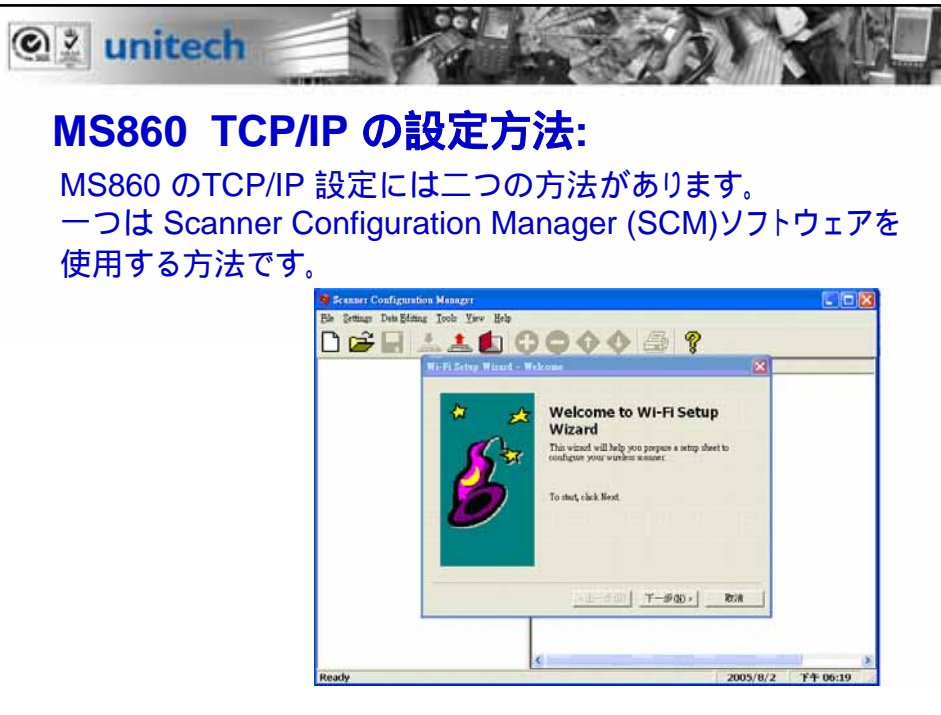 unitech
MS860 TCP/IP の設定方法:
MS860 のTCP/IP 設定には二つの方法があります。
一つは Scanner Configuration Manager (SCM)ソフトウェアを
使用する方法です。
Scanner Configuration Manager
File Settings Data Editing Tools View Help
Wi-Fi Setup Wizard - Welcome
Welcome to Wi-Fi Setup
Wizard
This wizard will help you prepare a setup sheet to
configure your wireless scanner.
To start, click Next.
<上一步(B) 下一步(N)> 取消
Ready 2005/8/2 下午 06:19